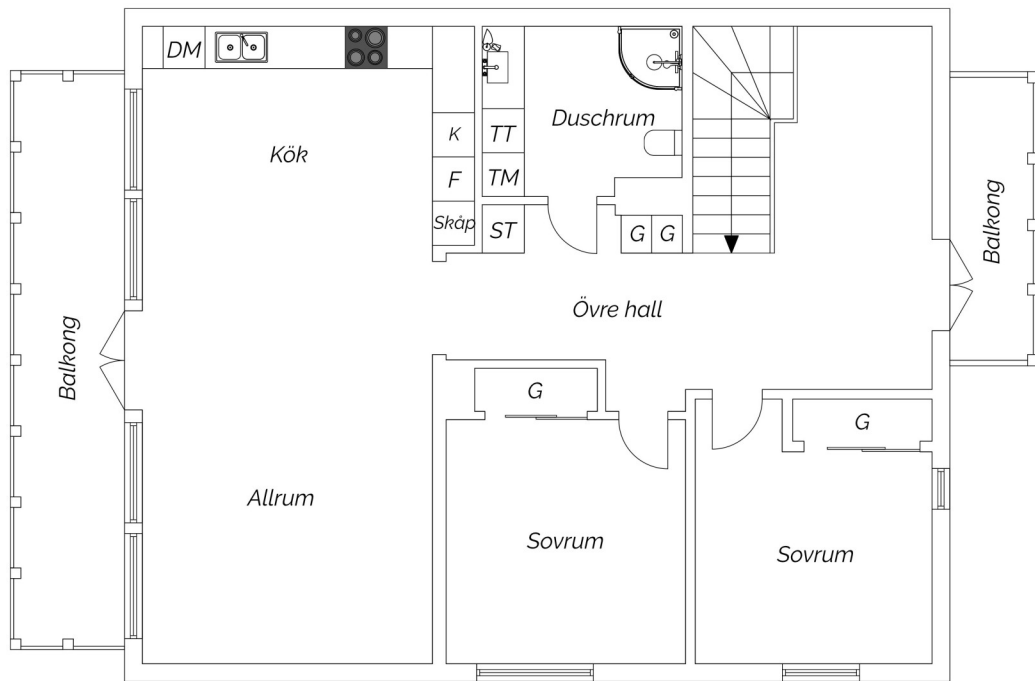 DM
Kök
K
F
Skåp
TT
TM
ST
Duschrum
G
G
Balkong
Övre hall
Balkong
G
G
Allrum
Sovrum
Sovrum